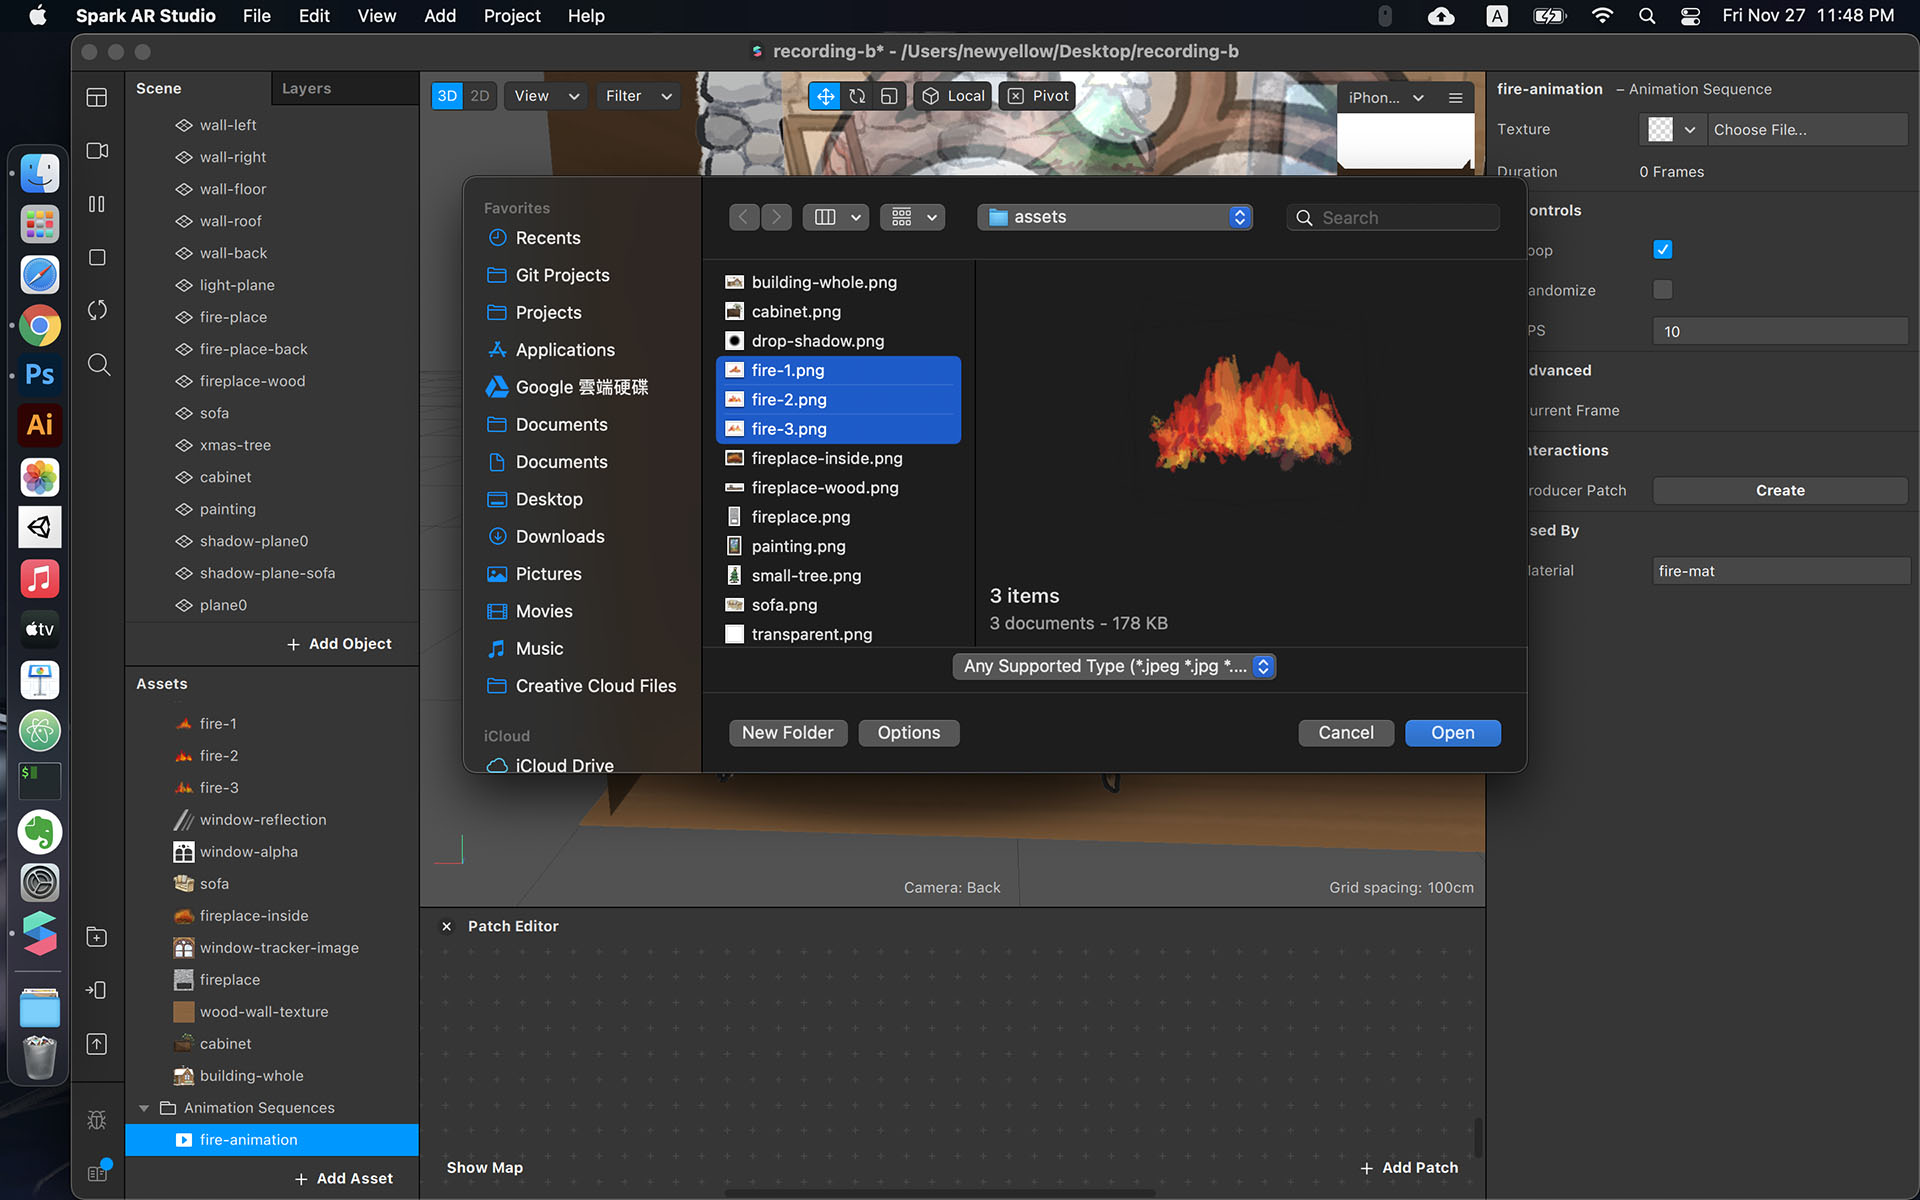 Spark AR Studio File Edit View Add Project Help A Fri Nov 27 11:48 PM
recording-b* - /Users/newyellow/Desktop/recording-b
Scene Layers
wall-left
wall-right
wall-floor
wall-roof
wall-back
light-plane
fire-place
fire-place-back
fireplace-wood
sofa
xmas-tree
cabinet
painting
shadow-plane0
shadow-plane-sofa
plane0
+ Add Object
Assets
fire-1
fire-2
fire-3
window-reflection
window-alpha
sofa
fireplace-inside
window-tracker-image
fireplace
wood-wall-texture
cabinet
building-whole
Animation Sequences
fire-animation
+ Add Asset
Ps
Ai
tv
$
3D 2D View Filter Local Pivot iPhon...
Favorites
Recents
Git Projects
Projects
Applications
Google 雲端硬碟
Documents
Documents
Desktop
Downloads
Pictures
Movies
Music
Creative Cloud Files
iCloud
iCloud Drive
assets Search
building-whole.png
cabinet.png
drop-shadow.png
fire-1.png
fire-2.png
fire-3.png
fireplace-inside.png
fireplace-wood.png
fireplace.png
painting.png
small-tree.png
sofa.png
transparent.png
3 items
3 documents - 178 KB
Any Supported Type (*.jpeg *.jpg *....
New Folder Options Cancel Open
Camera: Back Grid spacing: 100cm
Patch Editor
Show Map + Add Patch
fire-animation – Animation Sequence
Texture Choose File...
Duration 0 Frames
ontrols
oop
andomize
PS 10
dvanced
urrent Frame
nteractions
roducer Patch Create
sed By
aterial fire-mat